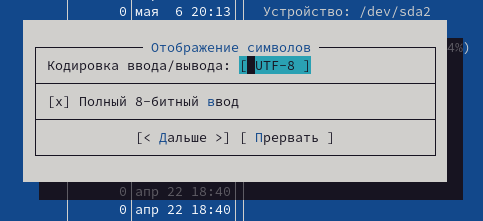 0 мая  6 20:13 Устройство: /dev/sda2
Отображение символов
4%)
Кодировка ввода/вывода: [ UTF-8 ]
[x] Полный 8-битный ввод
[< Дальше >] [ Прервать ]
0 апр 22 18:40
0 апр 22 18:40